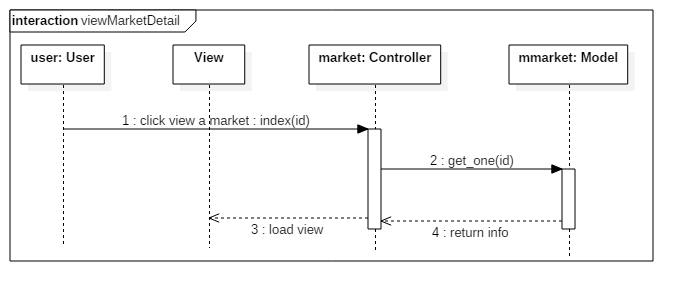 interaction viewMarketDetail
user: User
View
market: Controller
mmarket: Model
1 : click view a market : index(id)
2 : get_one(id)
3 : load view
4 : return info